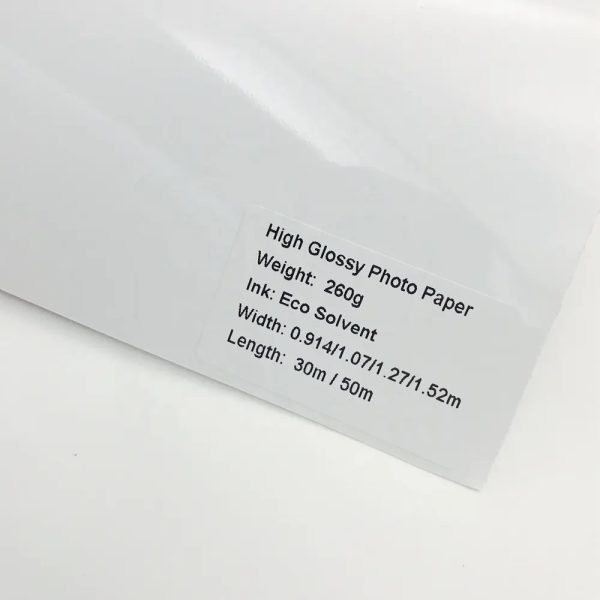 High Glossy Photo Paper
Weight: 260g
Ink: Eco Solvent
Width: 0.914/1.07/1.27/1.52m
Length: 30m / 50m